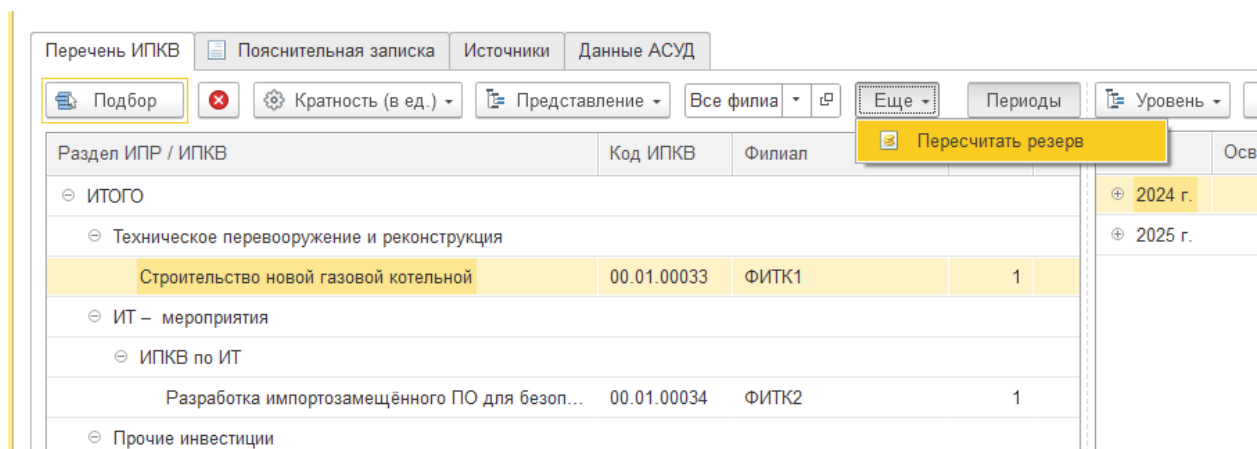 Перечень ИПКВ Пояснительная записка Источники Данные АСУД
Подбор Кратность (в ед.) Представление Все филиа Еще Периоды Уровень
Пересчитать резерв
Раздел ИПР / ИПКВ Код ИПКВ Филиал Осв
ИТОГО 2024 г.
Техническое перевооружение и реконструкция 2025 г.
Строительство новой газовой котельной 00.01.00033 ФИТК1 1
ИТ – мероприятия
ИПКВ по ИТ
Разработка импортозамещённого ПО для безоп... 00.01.00034 ФИТК2 1
Прочие инвестиции